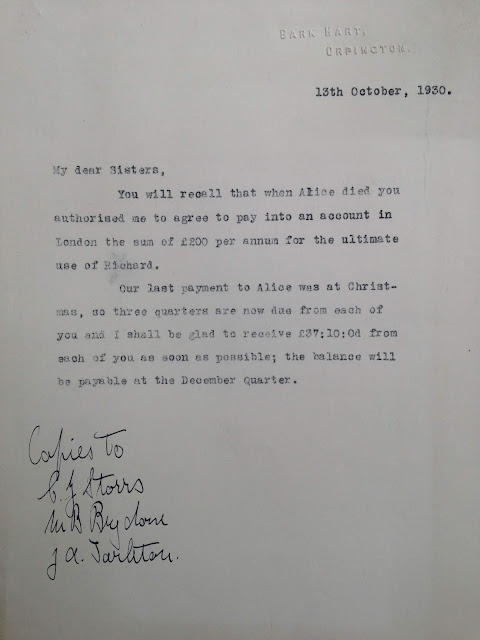 BARK HART,
ORPINGTON.
13th October, 1930.
My dear Sisters,
You will recall that when Alice died you
authorised me to agree to pay into an account in
London the sum of £200 per annum for the ultimate
use of Richard.
Our last payment to Alice was at Christ-
mas, so three quarters are now due from each of
you and I shall be glad to receive £37:10:0d from
each of you as soon as possible; the balance will
be payable at the December Quarter.
Copies to
C. J Storrs
M B Brydone
J A. Tarlton.